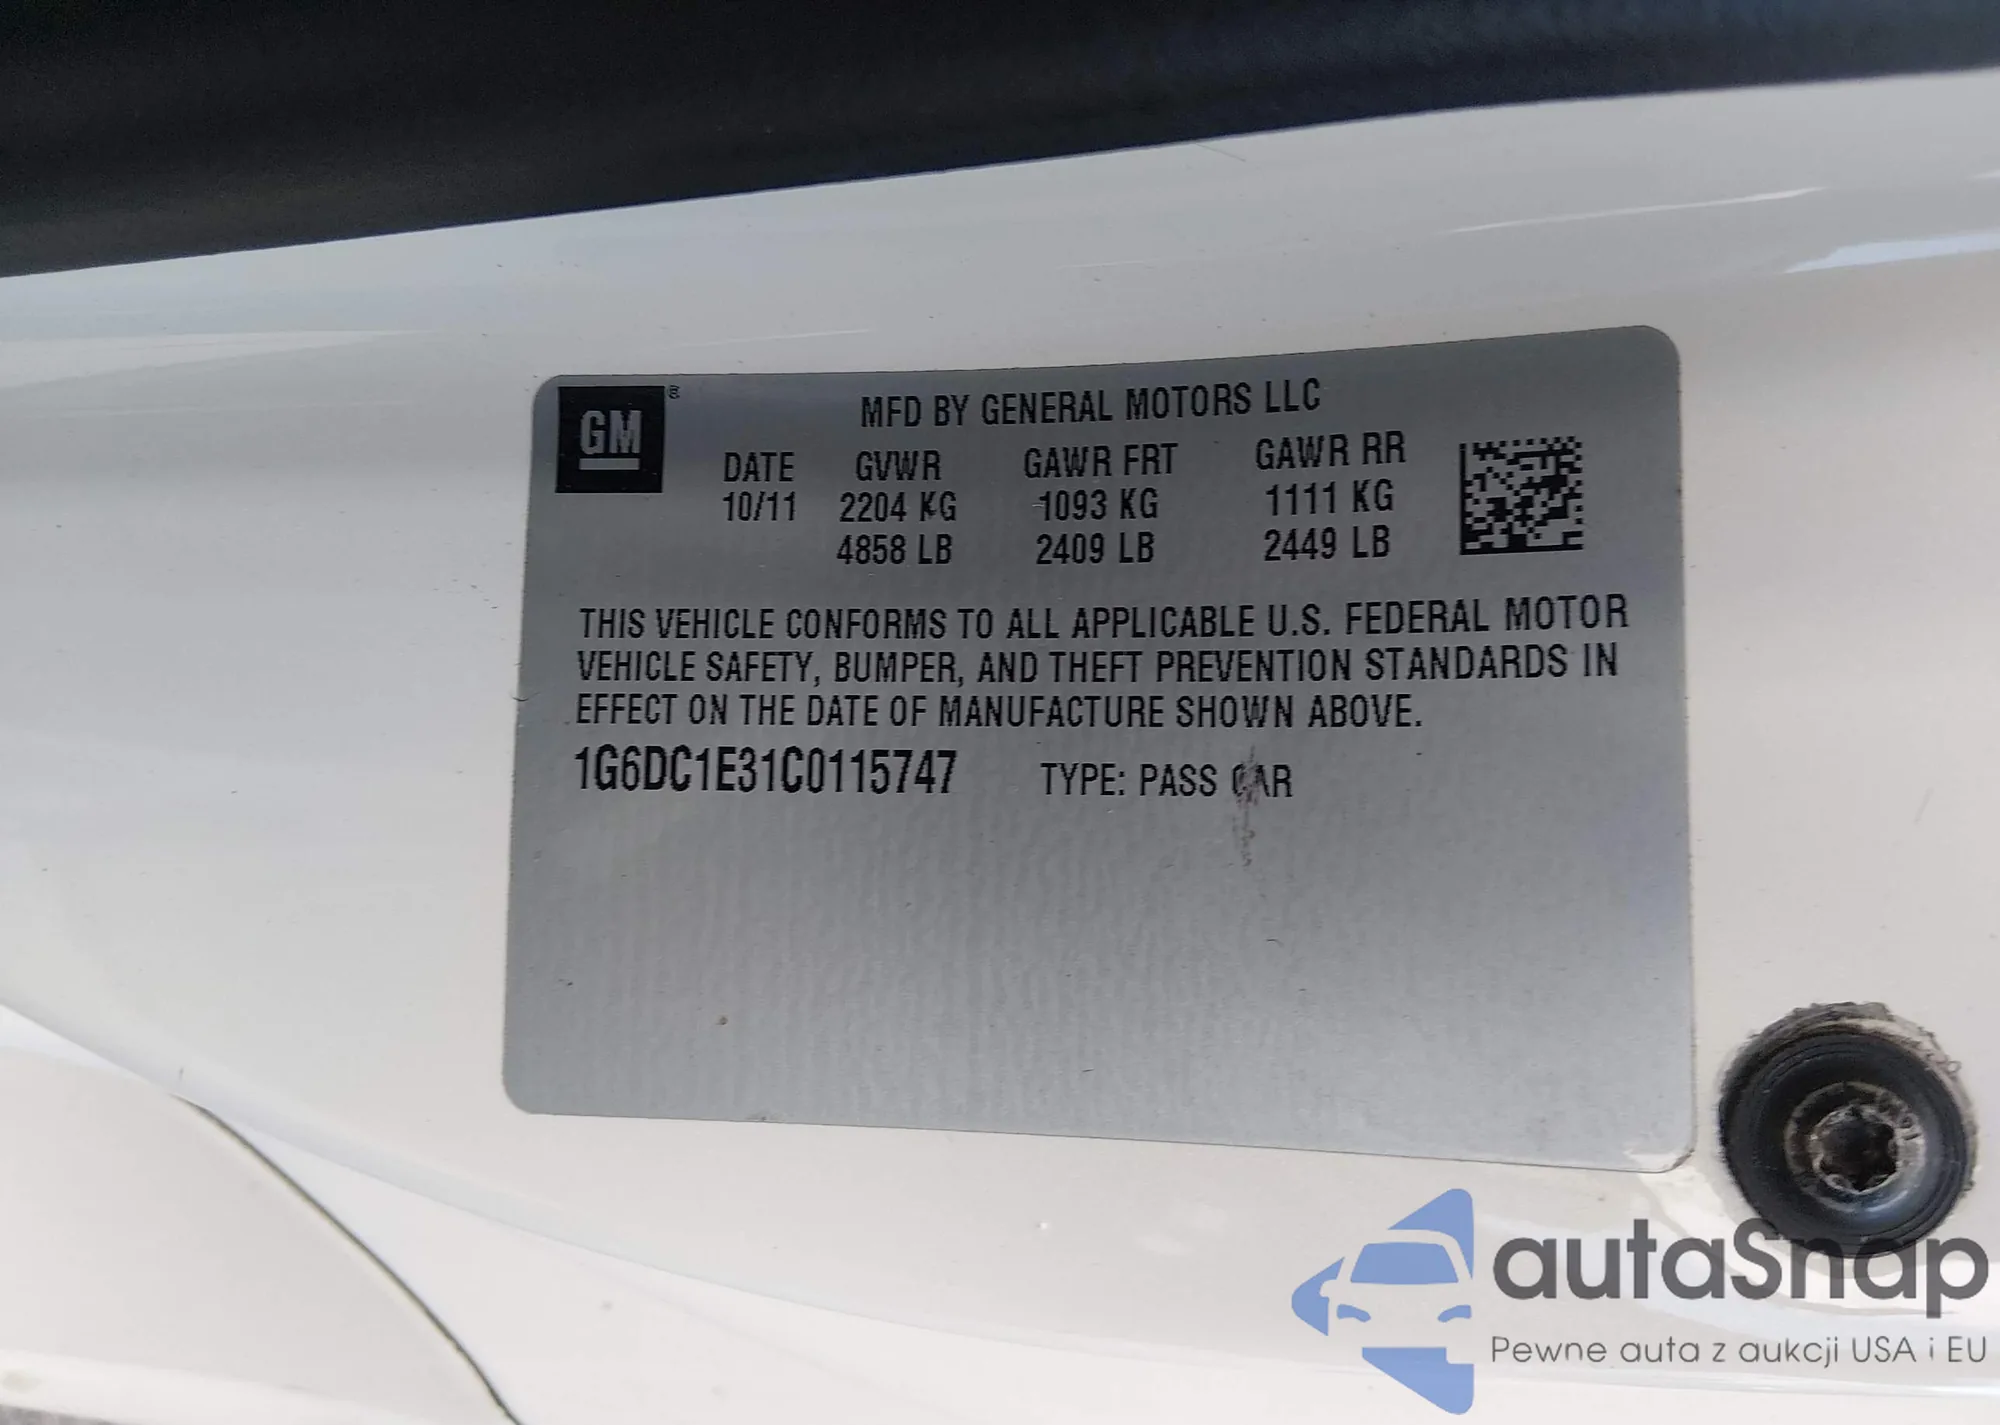 GM ®
MFD BY GENERAL MOTORS LLC
DATE GVWR GAWR FRT GAWR RR
10/11 2204 KG 1093 KG 1111 KG
4858 LB 2409 LB 2449 LB
THIS VEHICLE CONFORMS TO ALL APPLICABLE U.S. FEDERAL MOTOR
VEHICLE SAFETY, BUMPER, AND THEFT PREVENTION STANDARDS IN
EFFECT ON THE DATE OF MANUFACTURE SHOWN ABOVE.
1G6DC1E31C0115747 TYPE: PASS CAR
autaSnap
Pewne auta z aukcji USA i EU